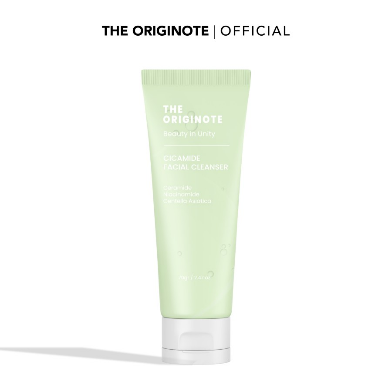 THE ORIGINOTE | OFFICIAL
THE
ORIGINOTE
Beauty in Unity
CICAMIDE
FACIAL CLEANSER